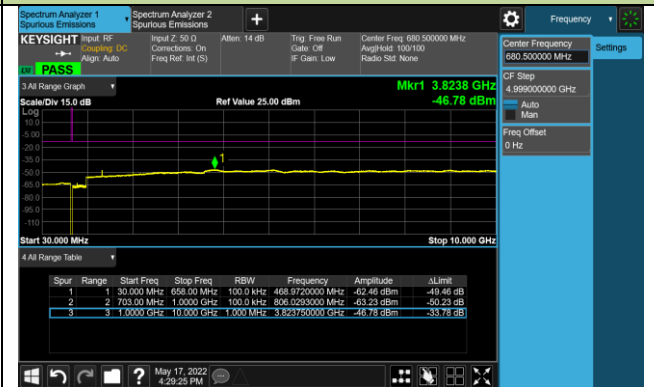 Spectrum Analyzer 1
Spurious Emissions
Spectrum Analyzer 2
Spurious Emissions
+
Frequency
KEYSIGHT
Input: RF
Coupling: DC
Align: Auto
Input Z: 50 Ω
Corrections: On
Freq Ref: Int (S)
Atten: 14 dB
Trig: Free Run
Gate: Off
IF Gain: Low
Center Freq: 680.500000 MHz
Avg|Hold: 100/100
Radio Std: None
PASS
Center Frequency
680.500000 MHz
Settings
CF Step
4.999000000 GHz
Auto
Man
Freq Offset
0 Hz
3 All Range Graph
Mkr1 3.8238 GHz
-46.78 dBm
Scale/Div 15.0 dB
Ref Value 25.00 dBm
Log
10.0
-5.00
-20.0
-35.0
-50.0
-65.0
-80.0
-95.0
-110
1
Start 30.000 MHz
Stop 10.000 GHz
4 All Range Table
Spur Range Start Freq Stop Freq RBW Frequency Amplitude ΔLimit
1 1 30.000 MHz 658.00 MHz 100.0 kHz 468.9720000 MHz -62.46 dBm -49.46 dB
2 2 703.00 MHz 1.0000 GHz 100.0 kHz 806.0293000 MHz -63.23 dBm -50.23 dB
3 3 1.0000 GHz 10.000 GHz 1.000 MHz 3.823750000 GHz -46.78 dBm -33.78 dB
?
May 17, 2022
4:29:25 PM